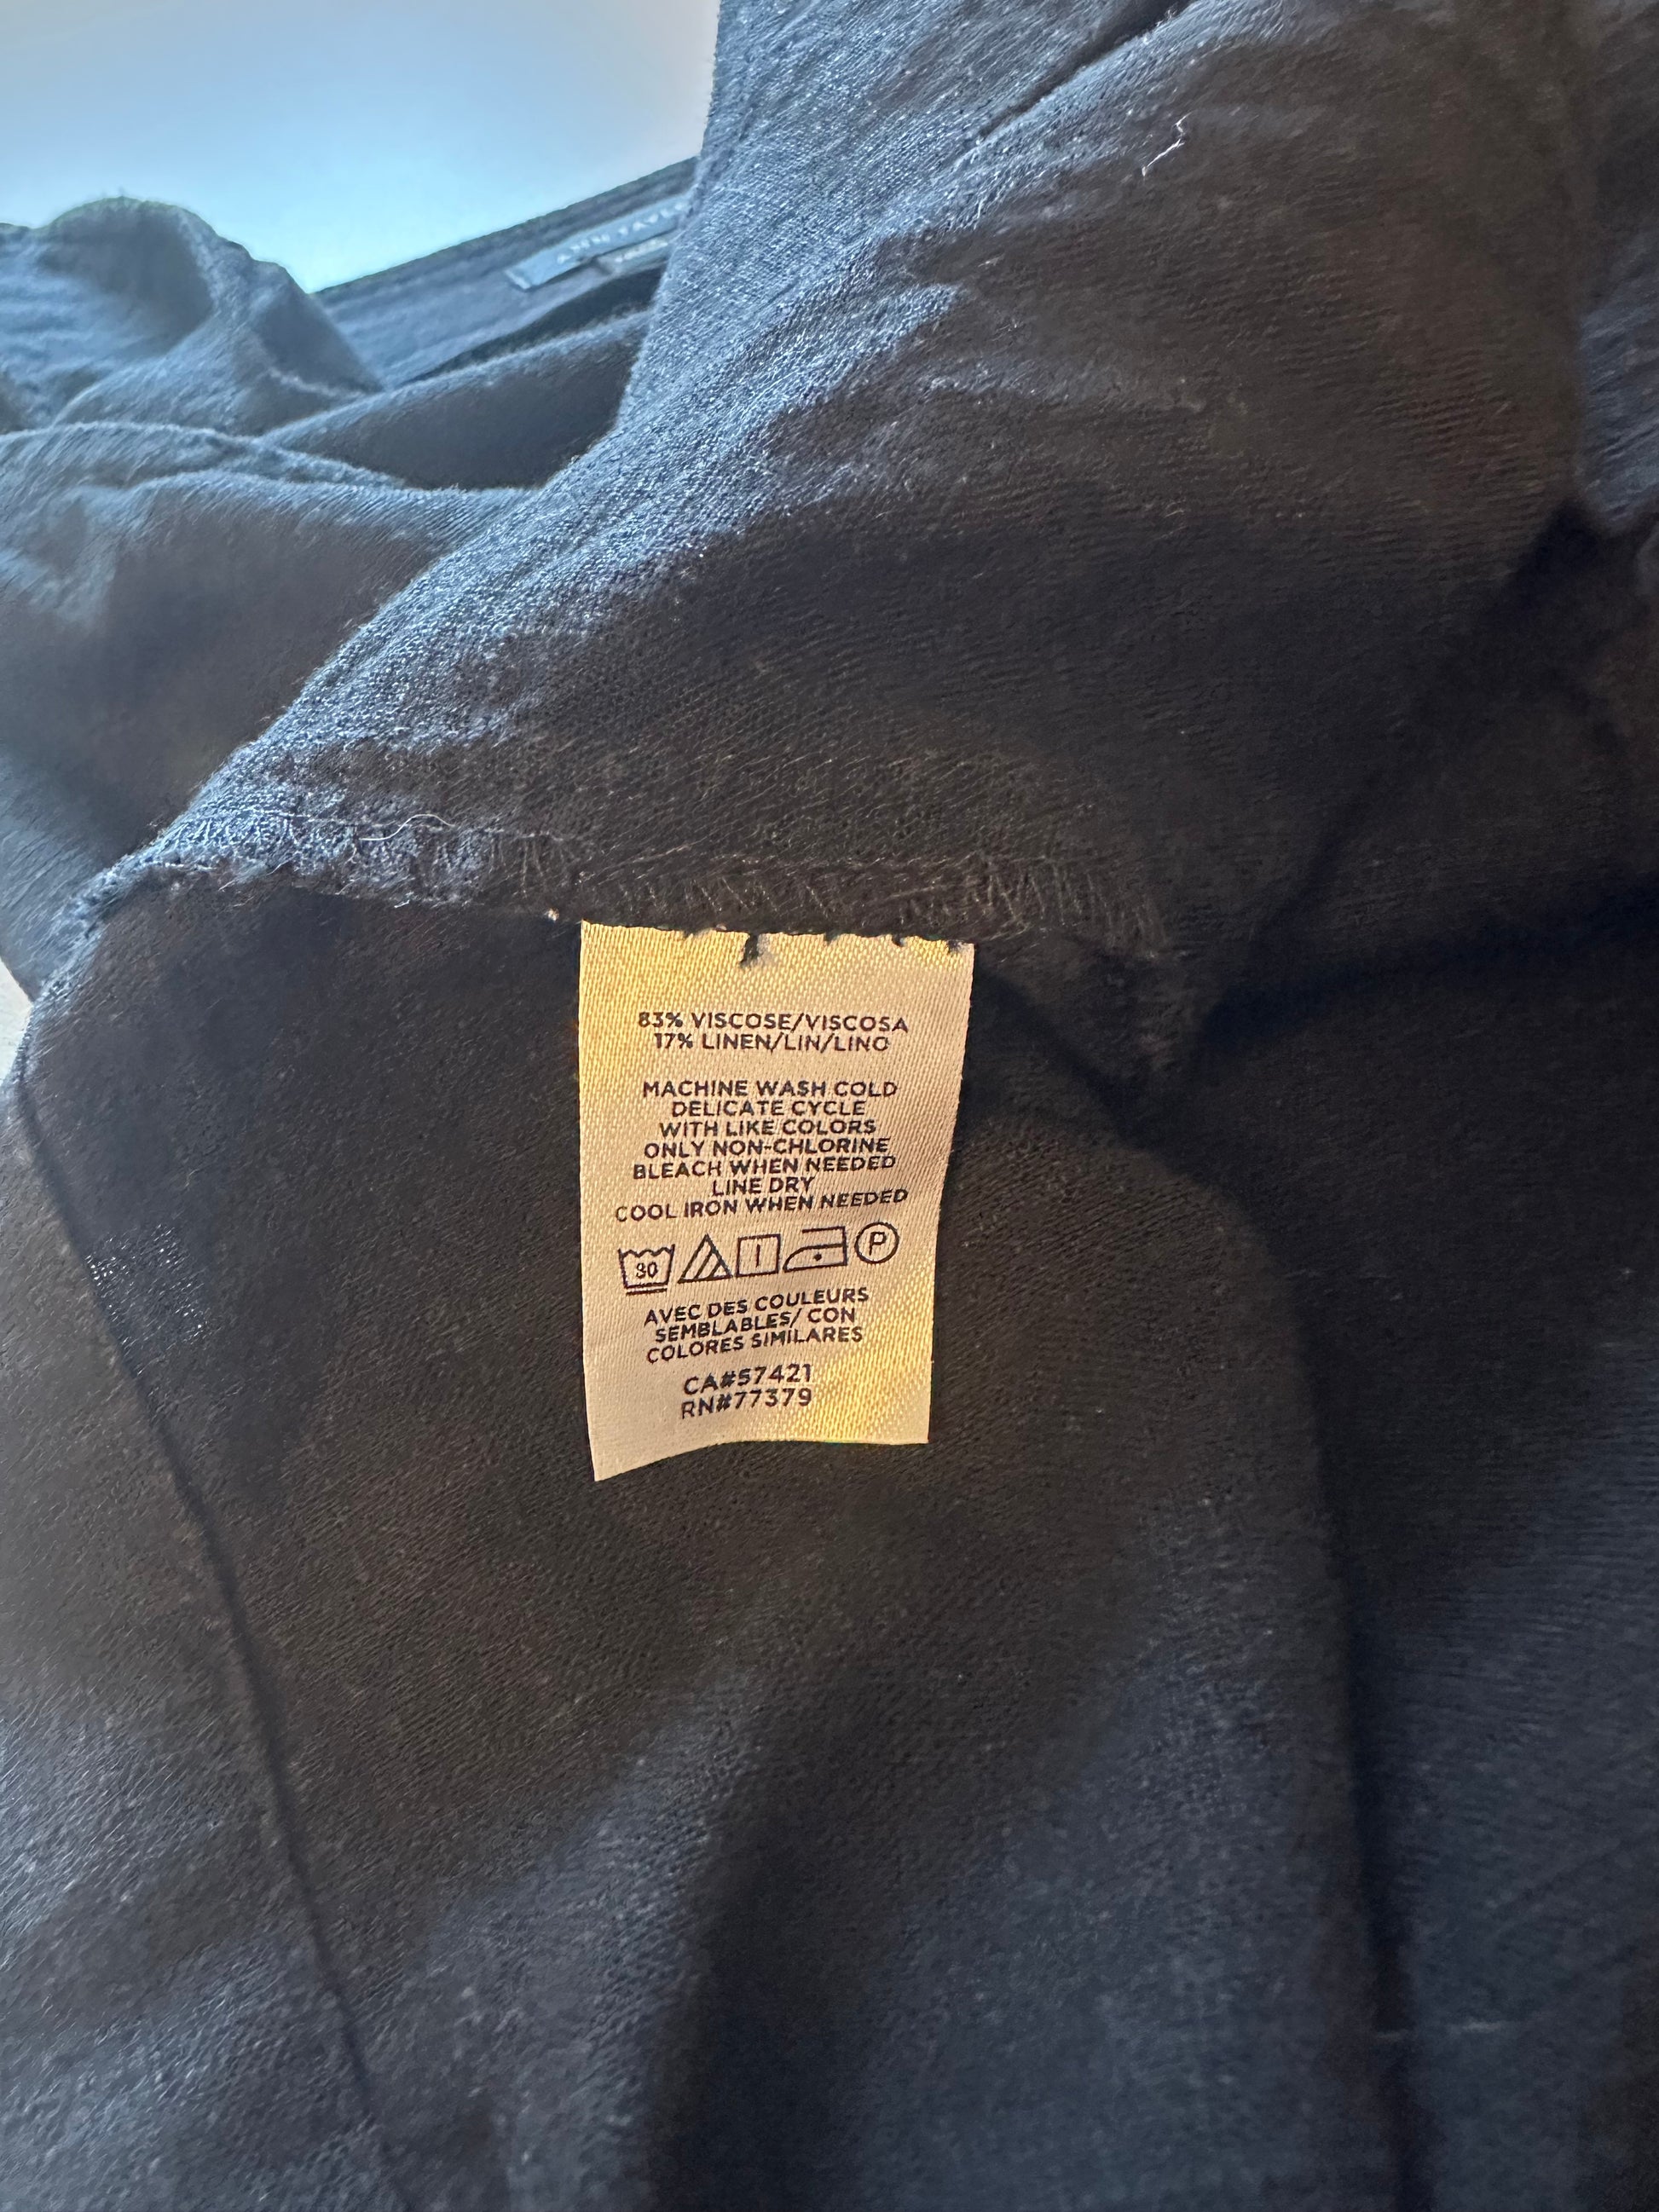 ANN TAYL
83% VISCOSE/VISCOSA
17% LINEN/LIN/LINO
MACHINE WASH COLD
DELICATE CYCLE
WITH LIKE COLORS
ONLY NON-CHLORINE
BLEACH WHEN NEEDED
LINE DRY
COOL IRON WHEN NEEDED
30 P
AVEC DES COULEURS
SEMBLABLES/ CON
COLORES SIMILARES
CA#57421
RN#77379